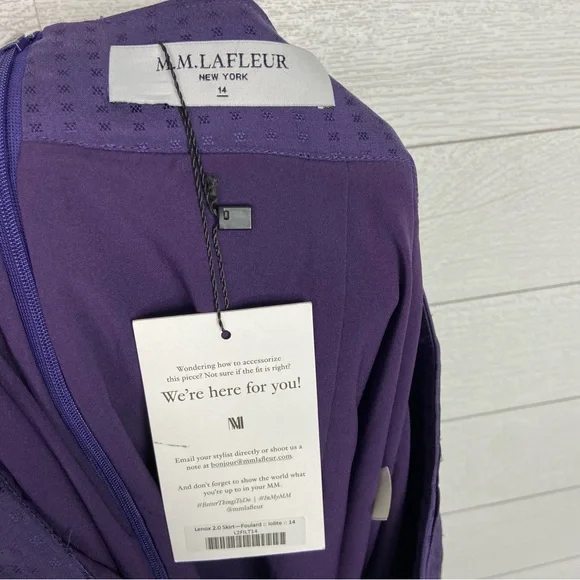 M.M.LAFLEUR
NEW YORK
14
Wondering how to accessorize
this piece? Not sure if the fit is right?
We're here for you!
Email your stylist directly or shoot us a
note at bonjour@mmlafleur.com
And don't forget to show the world what
you're up to in your MM.
#BetterThingsToDo | #InMyMM
@mmlafleur
Lenox 2.0 Skirt—Foulard :: Iolite :: 14
L2FILT14